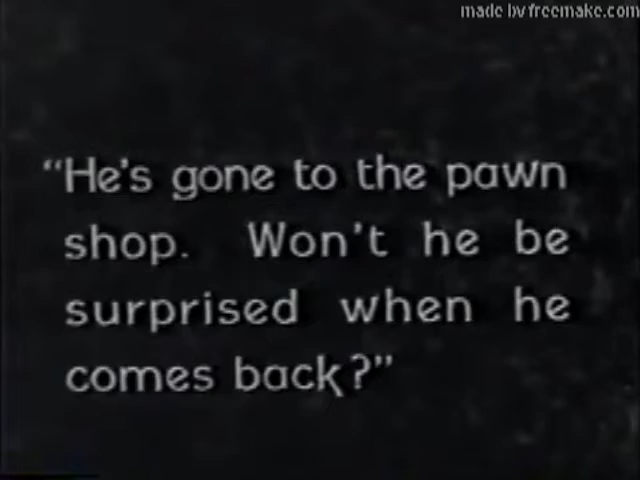 made by freemake.com
"He's gone to the pawn
shop. Won't he be
surprised when he
comes back?"